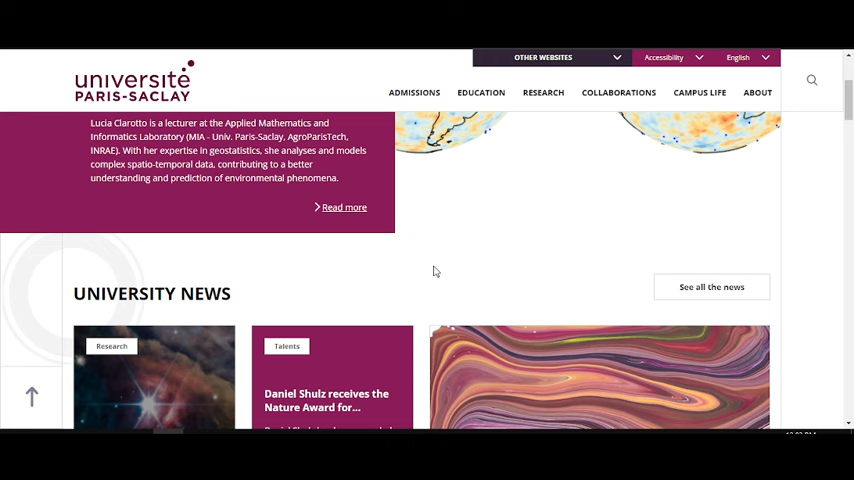 OTHER WEBSITES
Accessibility
English
université
PARIS-SACLAY
ADMISSIONS
EDUCATION
RESEARCH
COLLABORATIONS
CAMPUS LIFE
ABOUT
Lucia Clarotto is a lecturer at the Applied Mathematics and
Informatics Laboratory (MIA - Univ. Paris-Saclay, AgroParisTech,
INRAE). With her expertise in geostatistics, she analyses and models
complex spatio-temporal data, contributing to a better
understanding and prediction of environmental phenomena.
Read more
UNIVERSITY NEWS
See all the news
Research
Talents
Daniel Shulz receives the
Nature Award for...